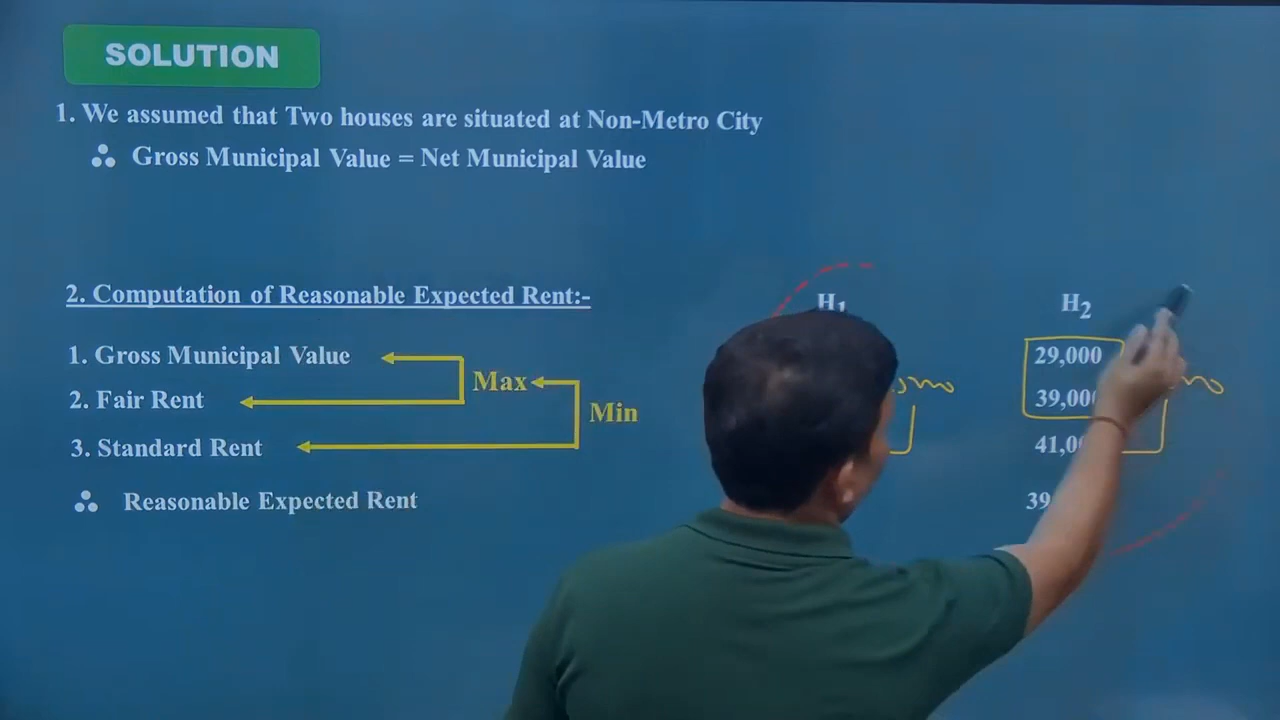 SOLUTION
1. We assumed that Two houses are situated at Non-Metro City
∴ Gross Municipal Value = Net Municipal Value
2. Computation of Reasonable Expected Rent:-
H1 H2
1. Gross Municipal Value 29,000
Max
2. Fair Rent
Min
3. Standard Rent
∴ Reasonable Expected Rent